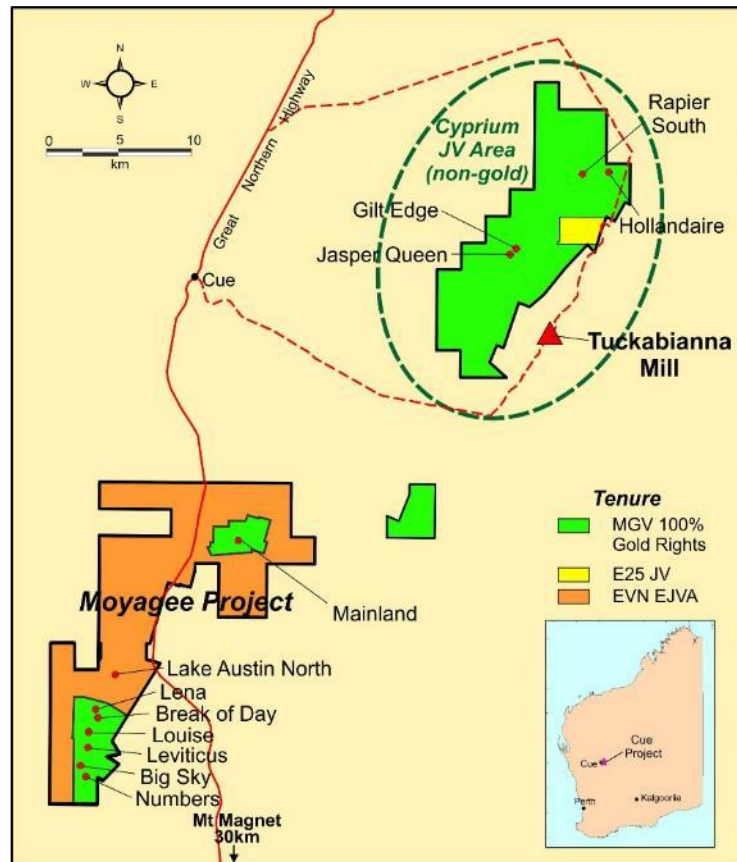 N
W E
S
0 5 10
km
Great Northern Highway
Cyprium
JV Area
(non-gold)
Rapier
South
Gilt Edge
Hollandaire
Jasper Queen
Cue
Tuckabianna
Mill
Tenure
MGV 100%
Gold Rights
E25 JV
EVN EJVA
Moyagee Project
Mainland
Lake Austin North
Lena
Break of Day
Louise
Leviticus
Big Sky
Numbers
Mt Magnet
30km
Cue
Cue
Project
Perth
Kalgoorlie